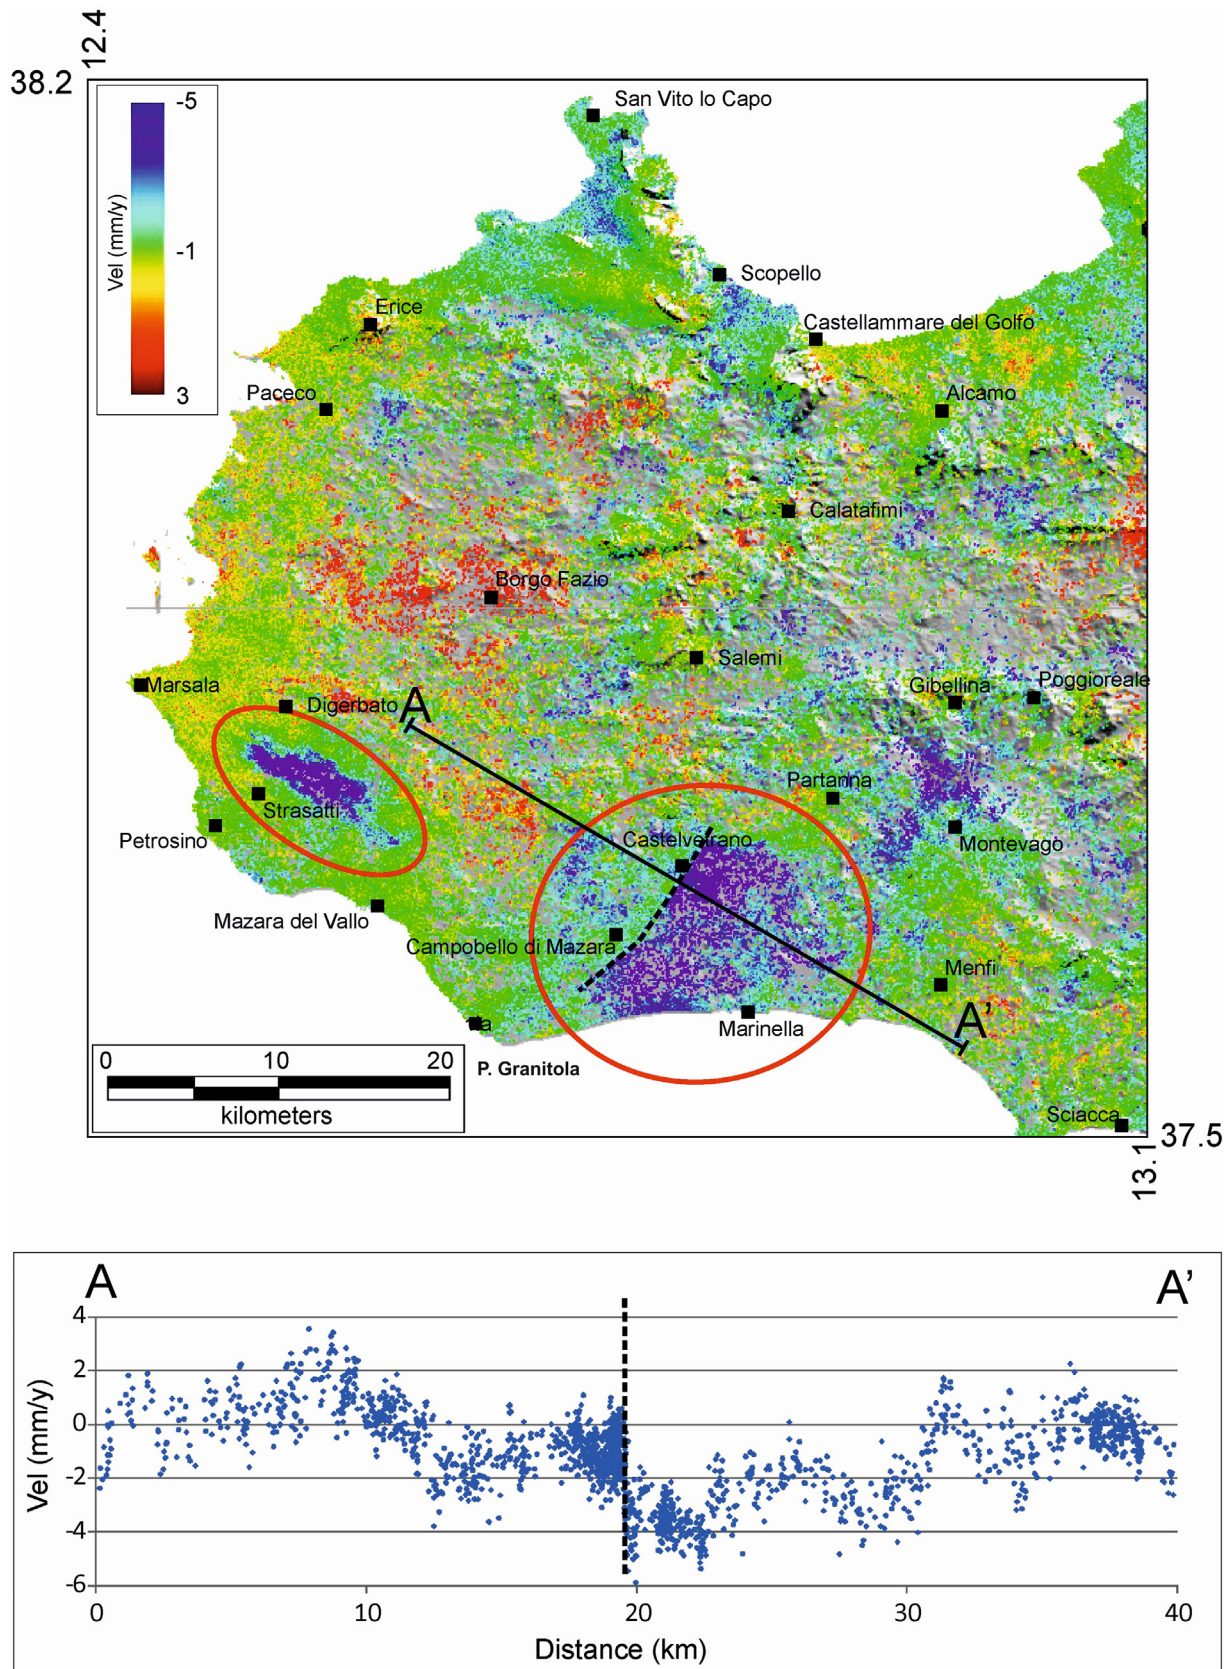 12.4
38.2
-5
-1
3
Vel (mm/y)
San Vito lo Capo
Scopello
Erice
Castellammare del Golfo
Paceco
Alcamo
Calatafimi
Borgo Fazio
Salemi
Marsala
Gibellina
Poggioreale
Digerbato
A
Partanna
Strasatti
Petrosino
Castelvetrano
Montevago
Mazara del Vallo
Campobello di Mazara
Menfi
A'
Marinella
P. Granitola
0 10 20
kilometers
Sciacca
37.5
13.1
A
A'
4
2
0
-2
-4
-6
Vel (mm/y)
0 10 20 30 40
Distance (km)